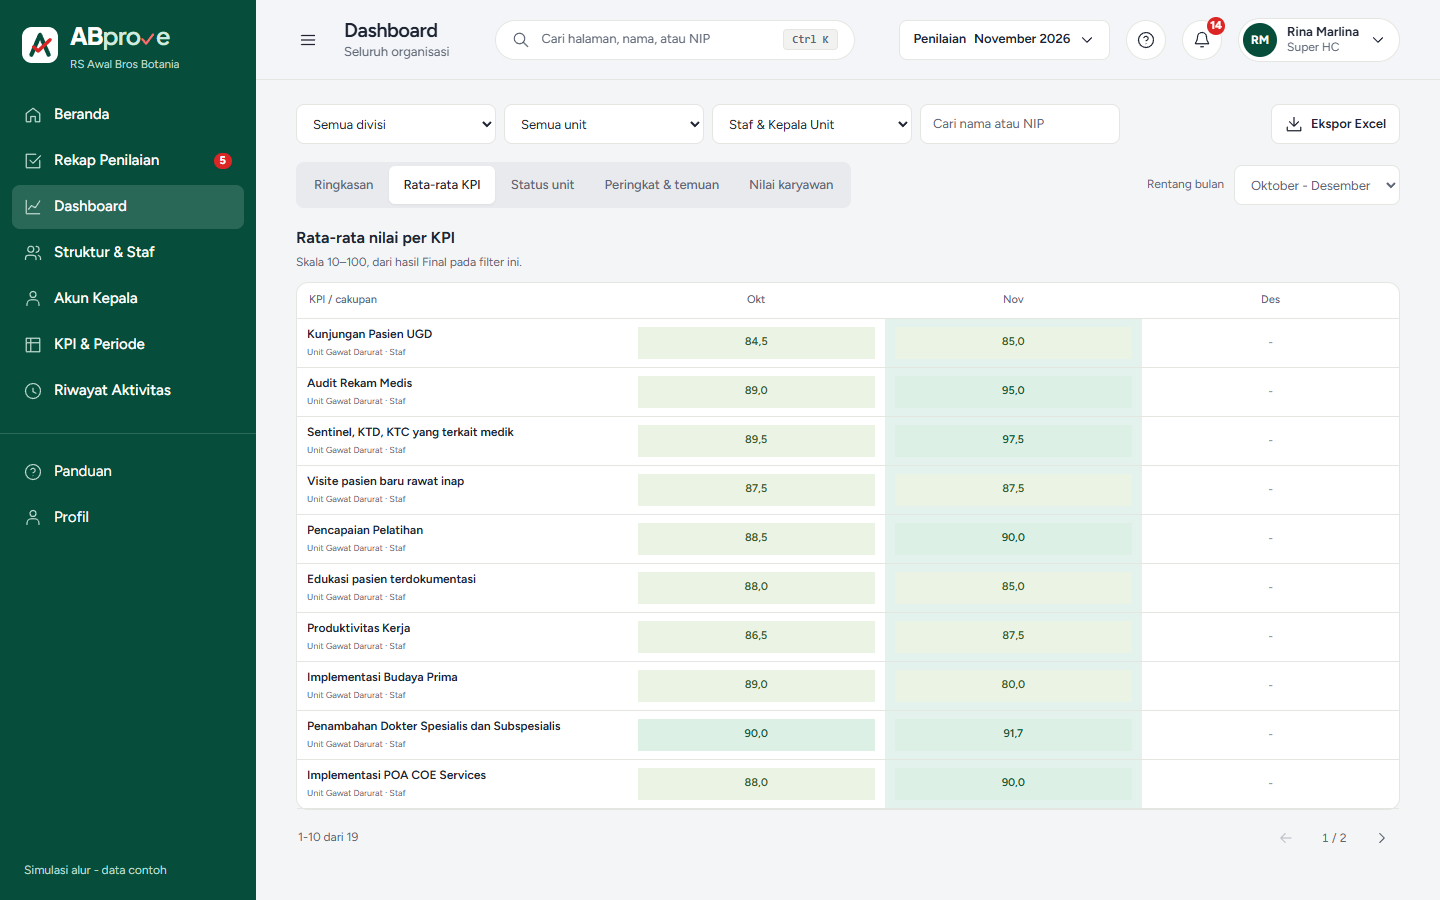 ABprove
RS Awal Bros Botania
Beranda
Rekap Penilaian 5
Dashboard
Struktur & Staf
Akun Kepala
KPI & Periode
Riwayat Aktivitas
Panduan
Profil
Simulasi alur - data contoh
Dashboard
Seluruh organisasi
Cari halaman, nama, atau NIP Ctrl K
Penilaian November 2026
14
RM
Rina Marlina
Super HC
Semua divisi
Semua unit
Staf & Kepala Unit
Cari nama atau NIP
Ekspor Excel
Ringkasan Rata-rata KPI Status unit Peringkat & temuan Nilai karyawan
Rentang bulan Oktober - Desember
Rata-rata nilai per KPI
Skala 10–100, dari hasil Final pada filter ini.
KPI / cakupan Okt Nov Des
Kunjungan Pasien UGD
Unit Gawat Darurat · Staf
84,5 85,0 -
Audit Rekam Medis
Unit Gawat Darurat · Staf
89,0 95,0 -
Sentinel, KTD, KTC yang terkait medik
Unit Gawat Darurat · Staf
89,5 97,5 -
Visite pasien baru rawat inap
Unit Gawat Darurat · Staf
87,5 87,5 -
Pencapaian Pelatihan
Unit Gawat Darurat · Staf
88,5 90,0 -
Edukasi pasien terdokumentasi
Unit Gawat Darurat · Staf
88,0 85,0 -
Produktivitas Kerja
Unit Gawat Darurat · Staf
86,5 87,5 -
Implementasi Budaya Prima
Unit Gawat Darurat · Staf
89,0 80,0 -
Penambahan Dokter Spesialis dan Subspesialis
Unit Gawat Darurat · Staf
90,0 91,7 -
Implementasi POA COE Services
Unit Gawat Darurat · Staf
88,0 90,0 -
1-10 dari 19
1 / 2